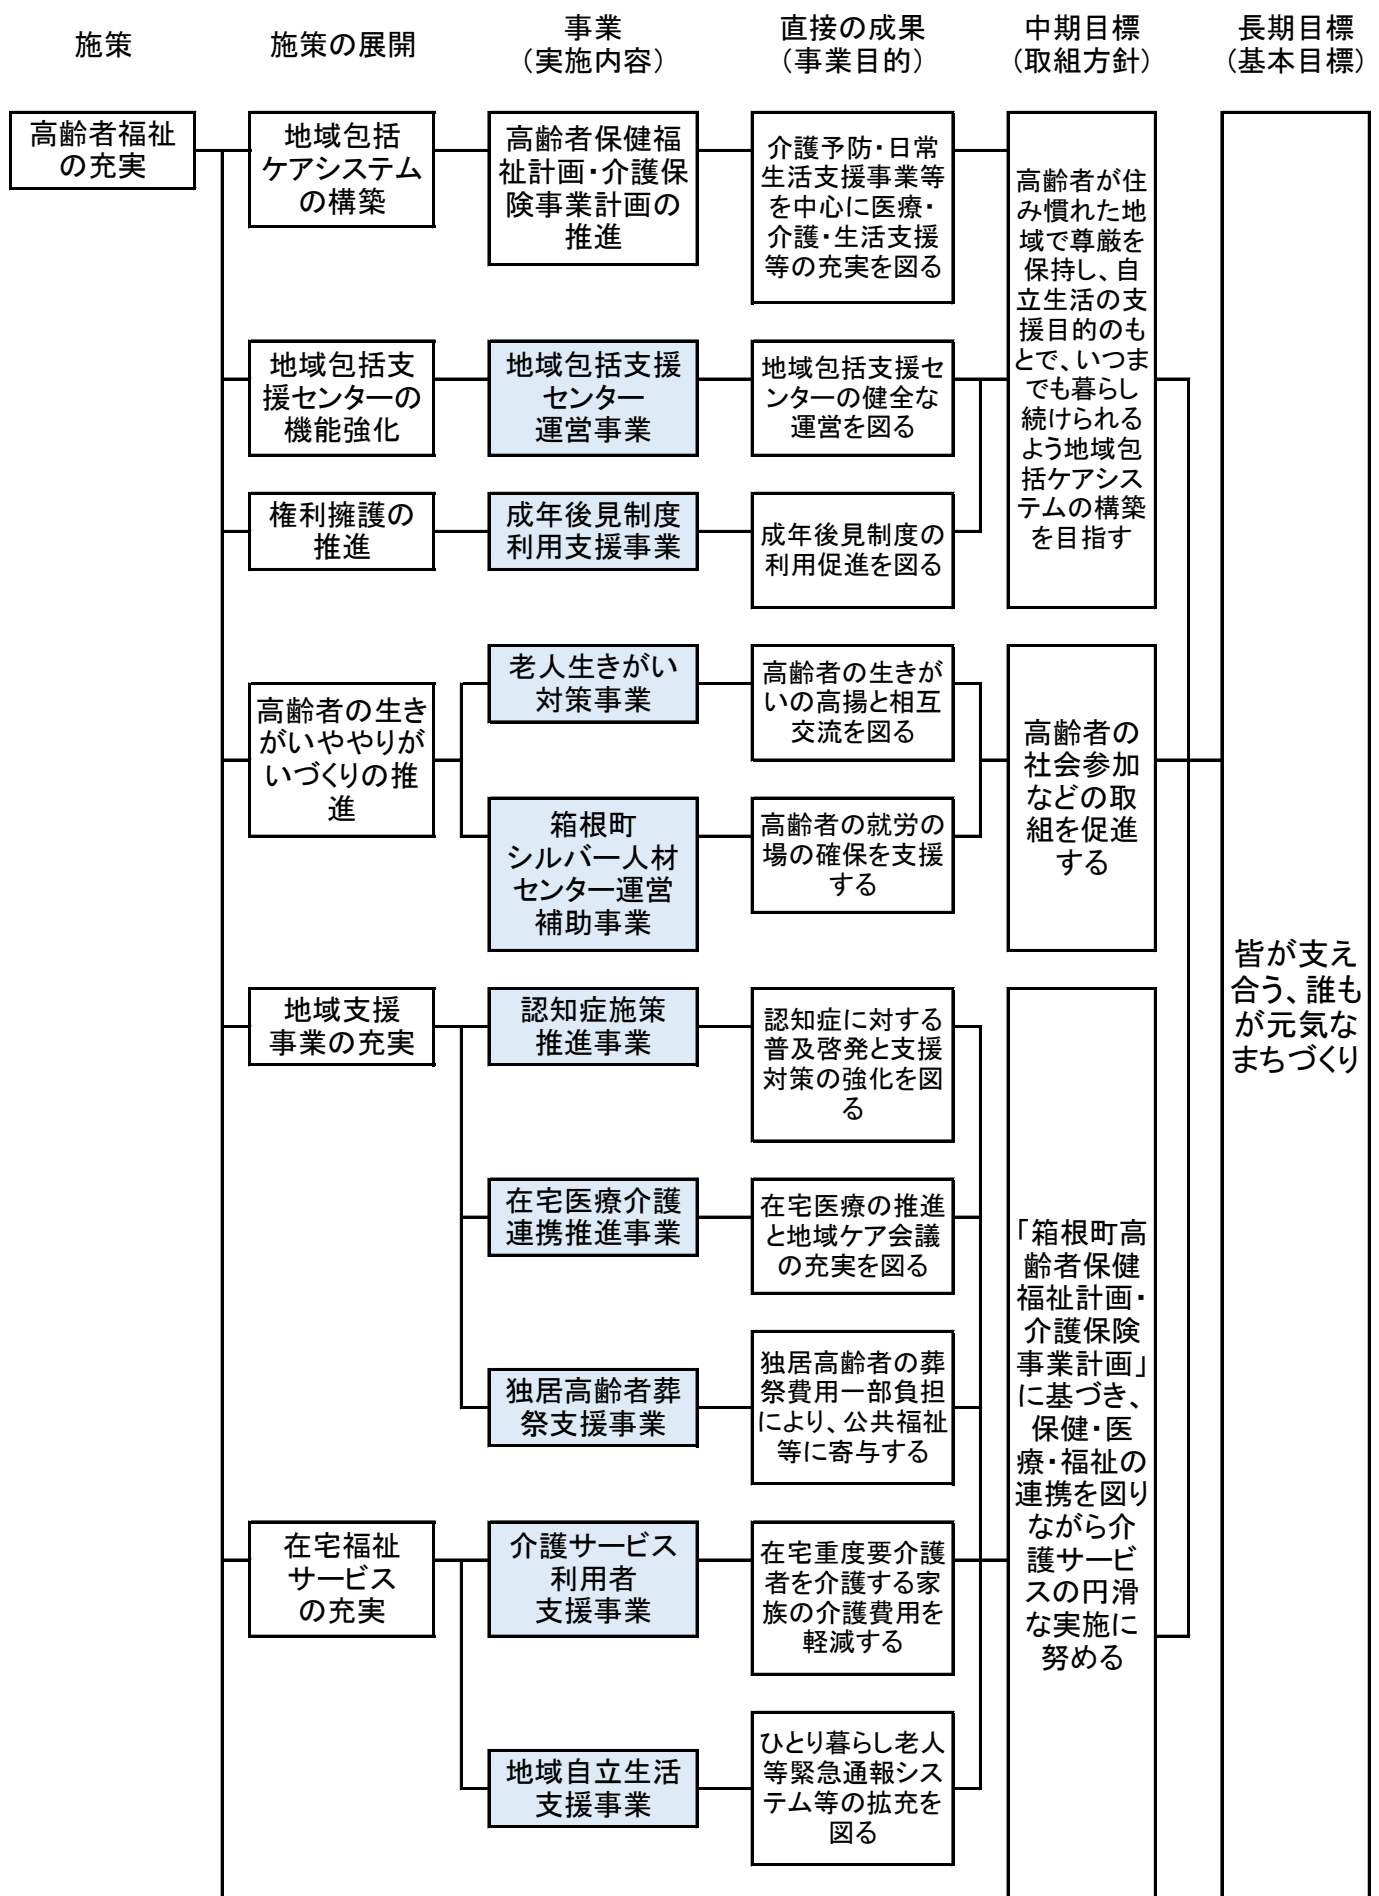 施策
施策の展開
事業
（実施内容）
直接の成果
（事業目的）
中期目標
（取組方針）
長期目標
（基本目標）
高齢者福祉
の充実
地域包括
ケアシステム
の構築
高齢者保健福
祉計画・介護保
険事業計画の
推進
介護予防・日常
生活支援事業等
を中心に医療・
介護・生活支援
等の充実を図る
高齢者が住
み慣れた地
域で尊厳を
保持し、自
立生活の支
援目的のも
とで、いつま
でも暮らし
続けられる
よう地域包
括ケアシス
テムの構築
を目指す
地域包括支
援センターの
機能強化
地域包括支援
センター
運営事業
地域包括支援セ
ンターの健全な
運営を図る
権利擁護の
推進
成年後見制度
利用支援事業
成年後見制度の
利用促進を図る
高齢者の生き
がいややりが
いづくりの推
進
老人生きがい
対策事業
高齢者の生きが
いの高揚と相互
交流を図る
高齢者の
社会参加
などの取
組を促進
する
箱根町
シルバー人材
センター運営
補助事業
高齢者の就労の
場の確保を支援
する
皆が支え
合う、誰も
が元気な
まちづくり
地域支援
事業の充実
認知症施策
推進事業
認知症に対する
普及啓発と支援
対策の強化を図
る
在宅医療介護
連携推進事業
在宅医療の推進
と地域ケア会議
の充実を図る
「箱根町高
齢者保健
福祉計画・
介護保険
事業計画」
に基づき、
保健・医
療・福祉の
連携を図り
ながら介
護サービ
スの円滑
な実施に
努める
独居高齢者葬
祭支援事業
独居高齢者の葬
祭費用一部負担
により、公共福祉
等に寄与する
在宅福祉
サービス
の充実
介護サービス
利用者
支援事業
在宅重度要介護
者を介護する家
族の介護費用を
軽減する
地域自立生活
支援事業
ひとり暮らし老人
等緊急通報シス
テム等の拡充を
図る